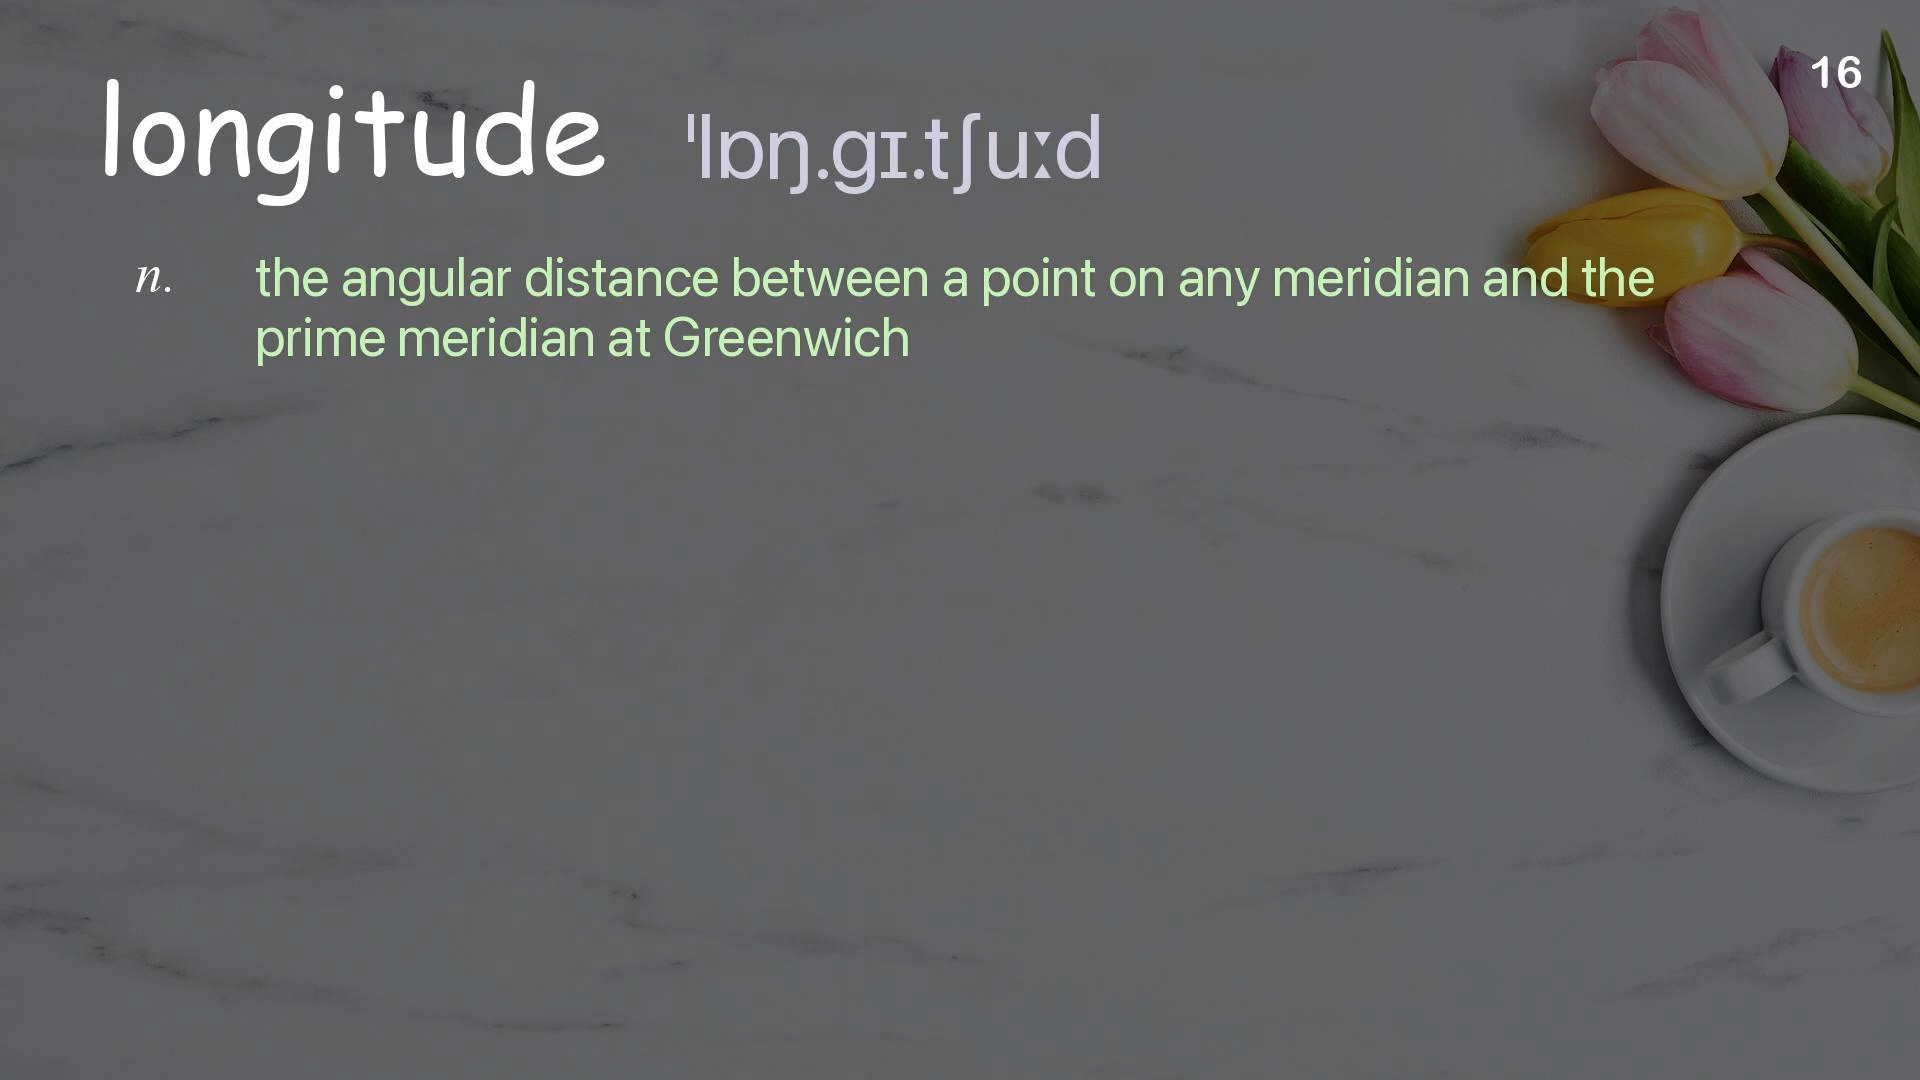 16
longitude ˈlɒŋ.ɡɪ.tʃuːd
n. the angular distance between a point on any meridian and the
prime meridian at Greenwich